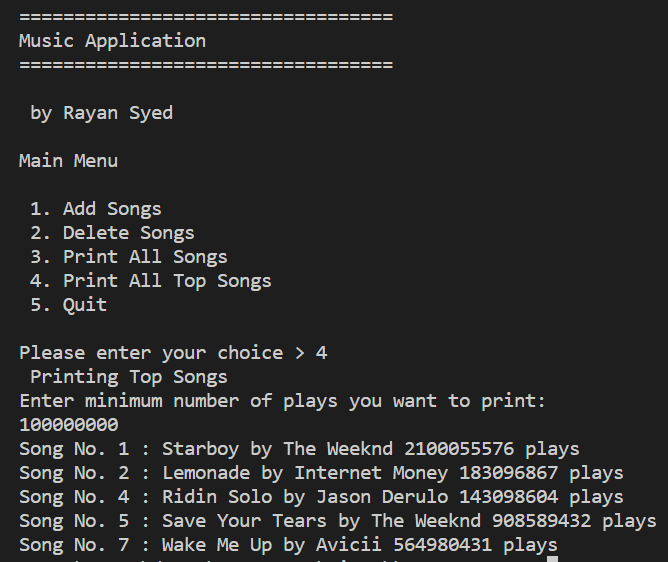 ==================================
Music Application
==================================
by Rayan Syed
Main Menu
1. Add Songs
2. Delete Songs
3. Print All Songs
4. Print All Top Songs
5. Quit
Please enter your choice > 4
Printing Top Songs
Enter minimum number of plays you want to print:
100000000
Song No. 1 : Starboy by The Weeknd 2100055576 plays
Song No. 2 : Lemonade by Internet Money 183096867 plays
Song No. 4 : Ridin Solo by Jason Derulo 143098604 plays
Song No. 5 : Save Your Tears by The Weeknd 908589432 plays
Song No. 7 : Wake Me Up by Avicii 564980431 plays